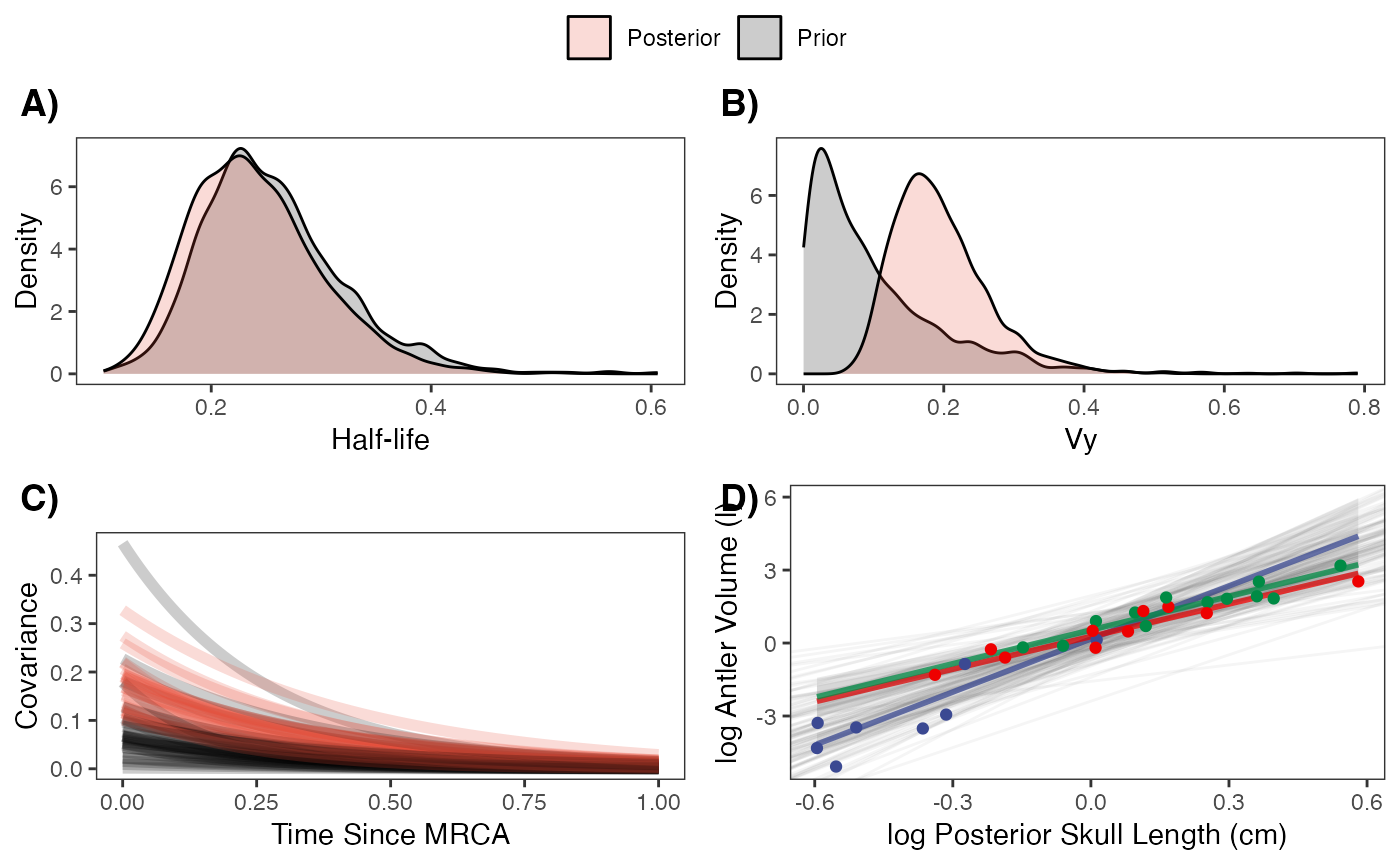 Posterior Prior
A)
Density
0
2
4
6
0.2 0.4 0.6
Half-life
B)
Density
0
2
4
6
0.0 0.2 0.4 0.6 0.8
Vy
C)
Covariance
0.0
0.1
0.2
0.3
0.4
0.00 0.25 0.50 0.75 1.00
Time Since MRCA
D)
log Antler Volume (l)
-3
0
3
6
-0.6 -0.3 0.0 0.3 0.6
log Posterior Skull Length (cm)